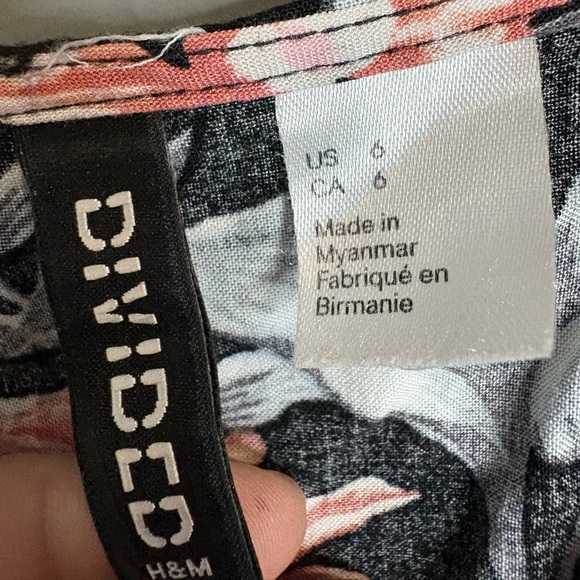 DIVIDED
H&M
US 6
CA 6
Made in
Myanmar
Fabriqué en
Birmanie